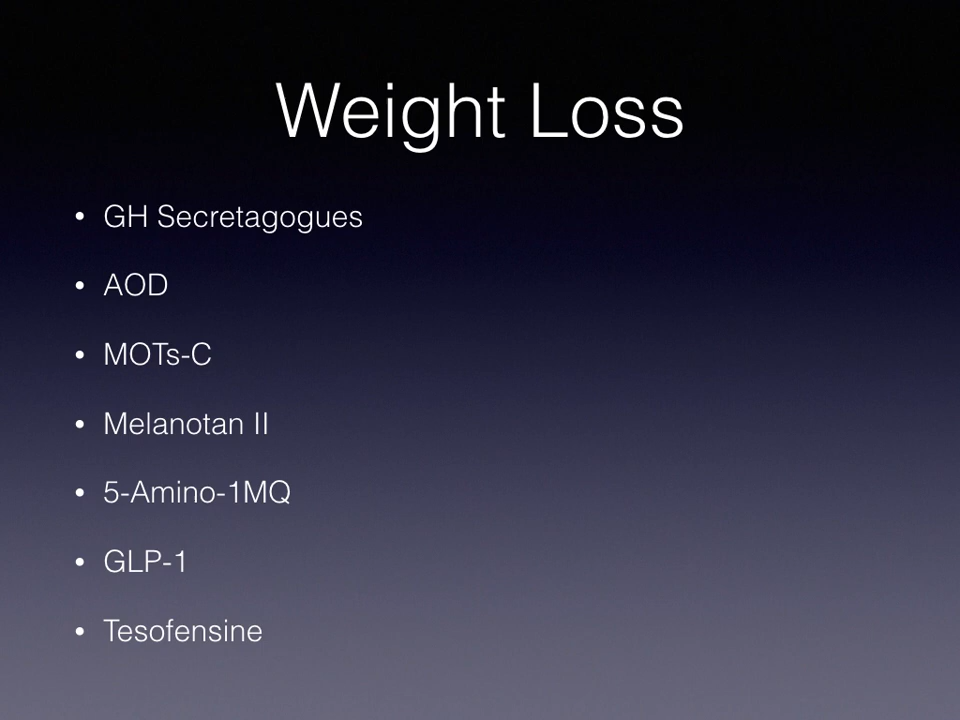 Weight Loss
• GH Secretagogues
• AOD
• MOTs-C
• Melanotan II
• 5-Amino-1MQ
• GLP-1
• Tesofensine